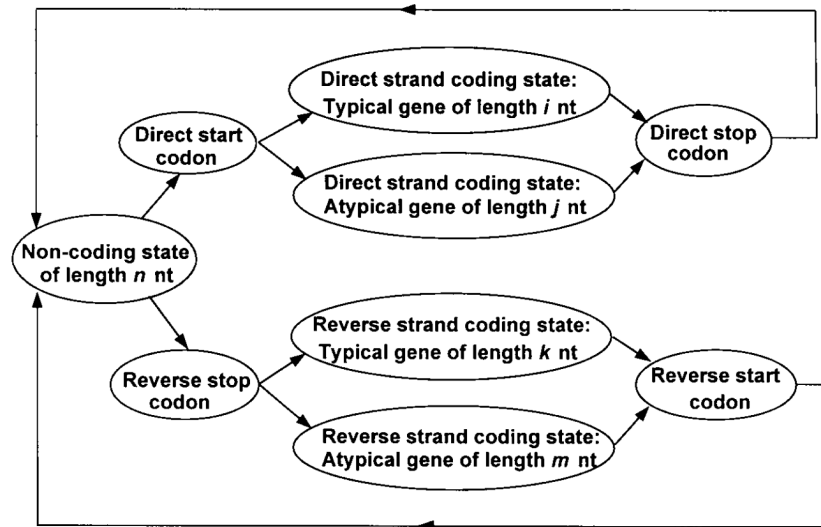 Direct strand coding state:
Typical gene of length i nt
Direct start
codon
Direct stop
codon
Direct strand coding state:
Atypical gene of length j nt
Non-coding state
of length n nt
Reverse strand coding state:
Typical gene of length k nt
Reverse stop
codon
Reverse start
codon
Reverse strand coding state:
Atypical gene of length m nt